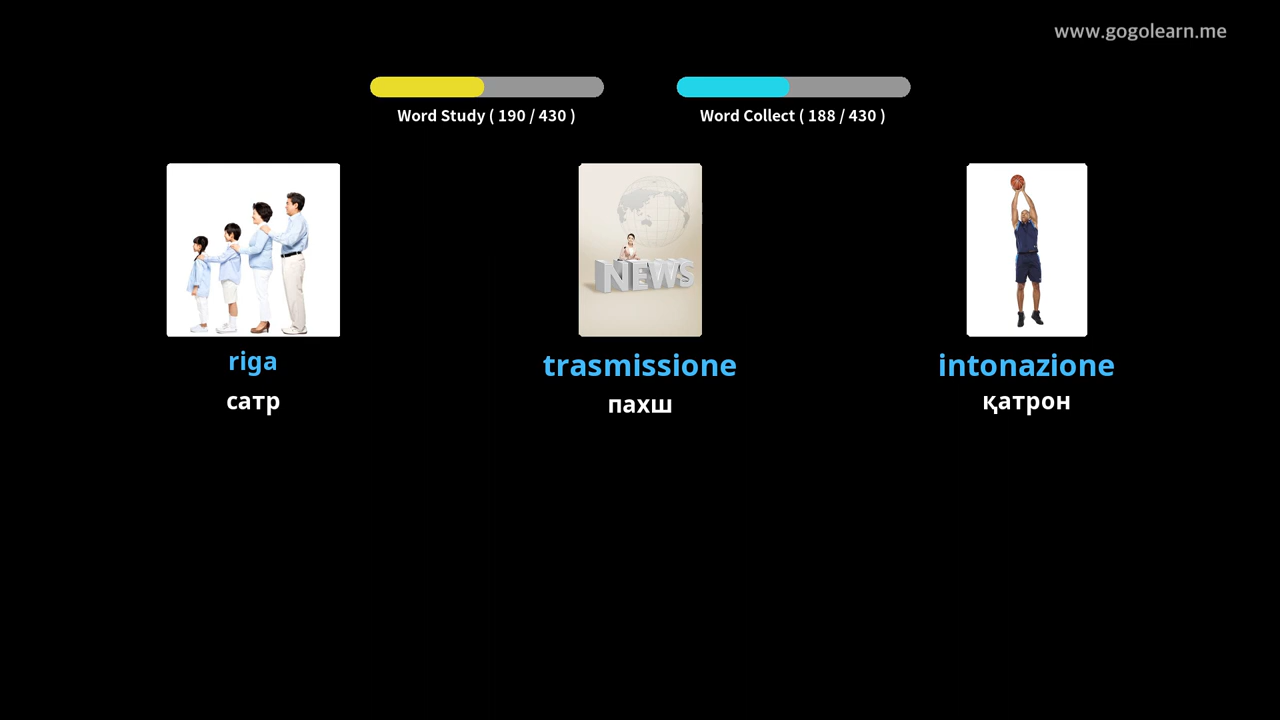 www.gogolearn.me
Word Study ( 190 / 430 )
Word Collect ( 188 / 430 )
NEWS
riga
trasmissione
intonazione
сатр
пахш
қатрон